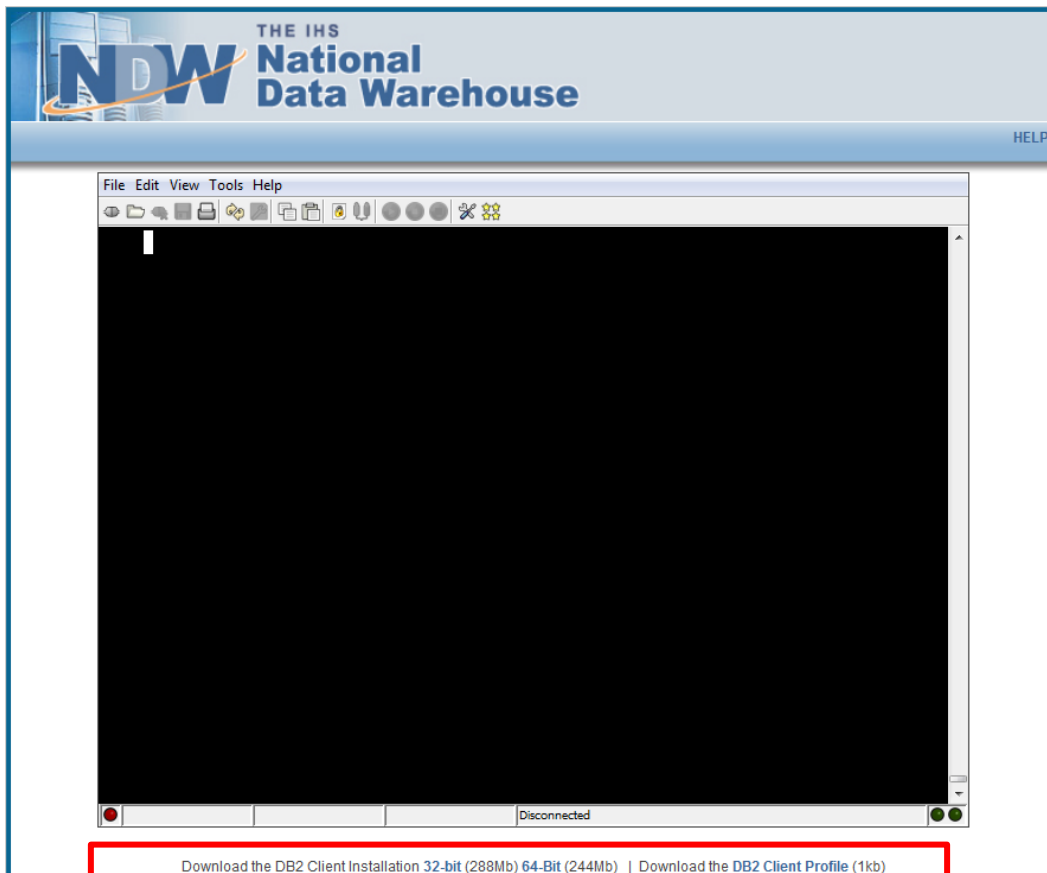 NDW
THE IHS
National
Data Warehouse
HELP
File Edit View Tools Help
Disconnected
Download the DB2 Client Installation 32-bit (288Mb) 64-Bit (244Mb) | Download the DB2 Client Profile (1kb)